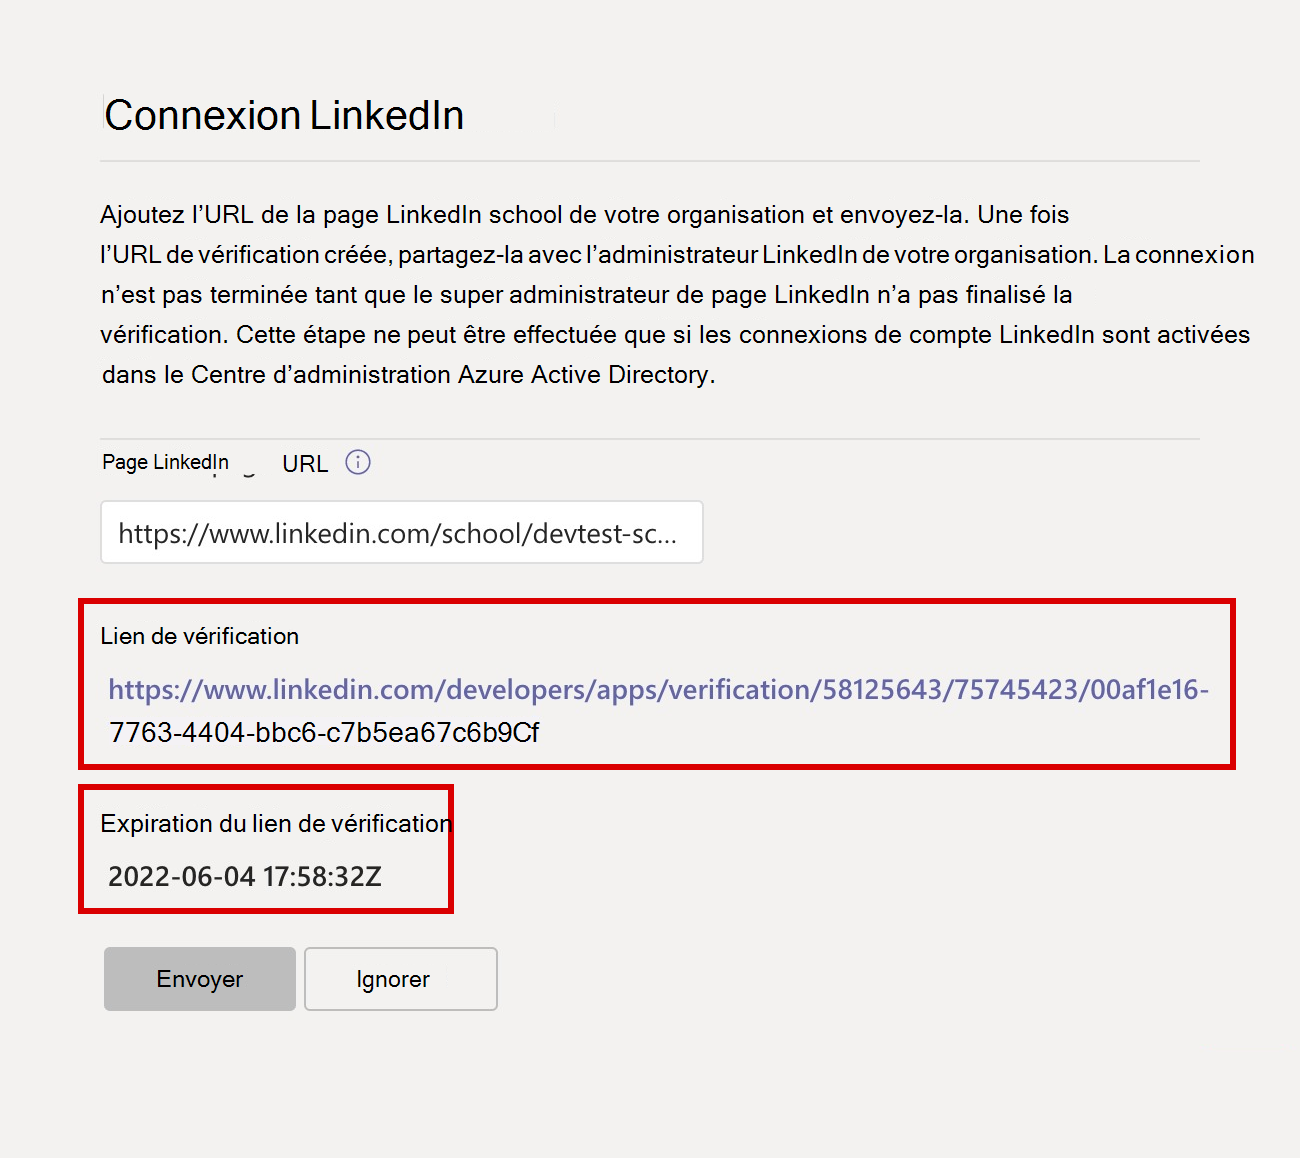 Connexion LinkedIn
Ajoutez l’URL de la page LinkedIn school de votre organisation et envoyez-la. Une fois
l’URL de vérification créée, partagez-la avec l’administrateur LinkedIn de votre organisation. La connexion
n’est pas terminée tant que le super administrateur de page LinkedIn n’a pas finalisé la
vérification. Cette étape ne peut être effectuée que si les connexions de compte LinkedIn sont activées
dans le Centre d’administration Azure Active Directory.
Page LinkedIn URL
https://www.linkedin.com/school/devtest-sc...
Lien de vérification
https://www.linkedin.com/developers/apps/verification/58125643/75745423/00af1e16-
7763-4404-bbc6-c7b5ea67c6b9Cf
Expiration du lien de vérification
2022-06-04 17:58:32Z
Envoyer Ignorer